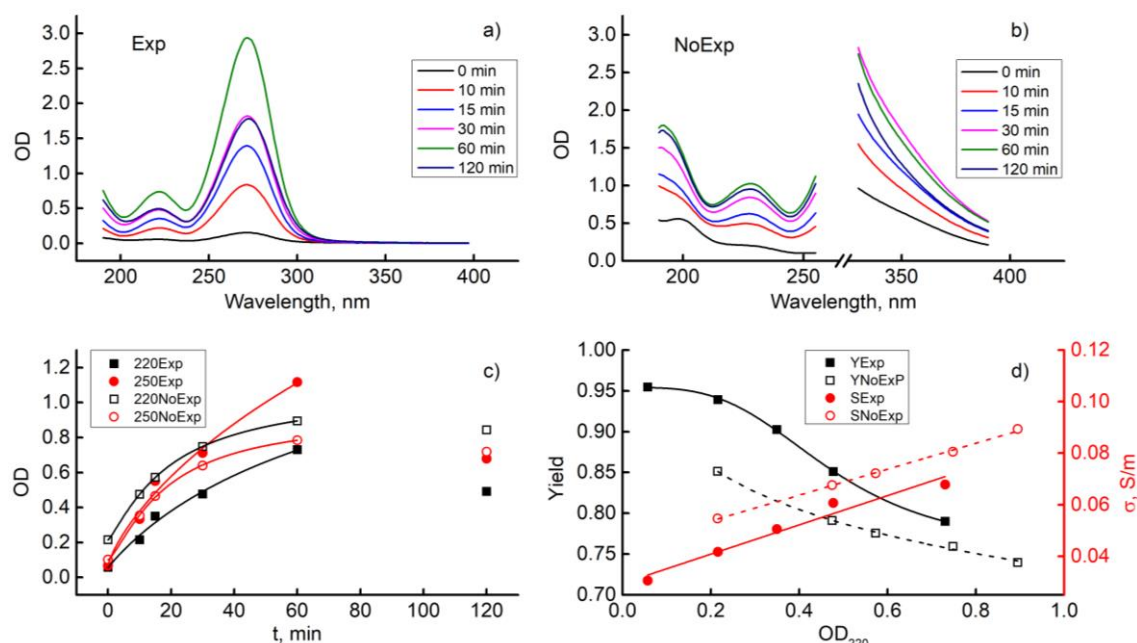 Exp
a)
0 min
10 min
15 min
30 min
60 min
120 min
OD
3.0
2.5
2.0
1.5
1.0
0.5
0.0
200
250
300
350
400
Wavelength, nm
NoExp
b)
0 min
10 min
15 min
30 min
60 min
120 min
OD
3.0
2.5
2.0
1.5
1.0
0.5
0.0
200
250
350
400
Wavelength, nm
220Exp
250Exp
220NoExp
250NoExp
c)
OD
1.2
1.0
0.8
0.6
0.4
0.2
0.0
0
20
40
60
80
100
120
t, min
YExp
YNoExP
SExp
SNoExp
d)
Yield
1.00
0.95
0.90
0.85
0.80
0.75
0.70
0.0
0.2
0.4
0.6
0.8
1.0
0.12
0.10
0.08
0.06
0.04
σ, S/m
OD